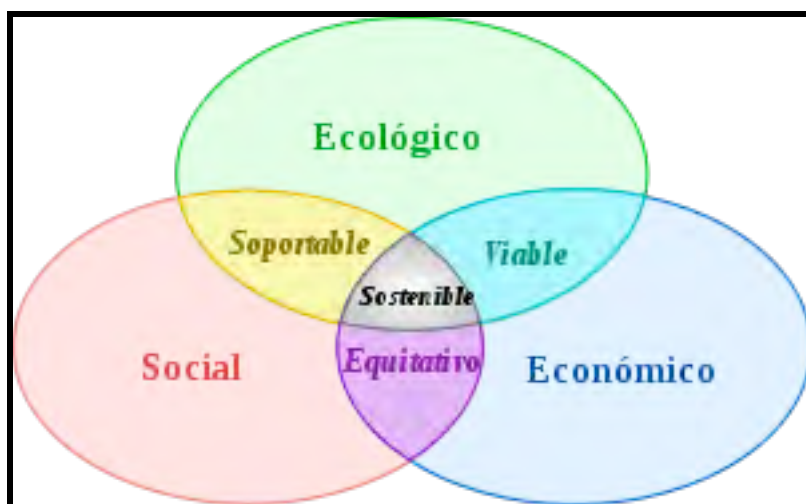 Ecológico
Soportable
Viable
Sostenible
Social
Equitativo
Económico